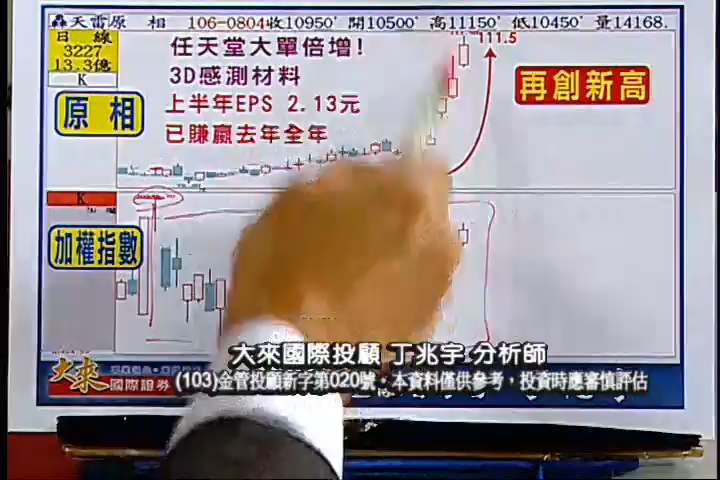 原相 106-0804收10950' 開10500' 高11150' 低10450' 量14168.
日 線
3227
13.3億
K
原相
任天堂大單倍增!
3D感測材料
上半年EPS 2.13元
已賺贏去年全年
111.5
再創新高
K
加權指數
大來
國際證券
大來國際投顧 丁兆宇 分析師
(103)金管投顧新字第020號・本資料僅供參考，投資時應審慎評估